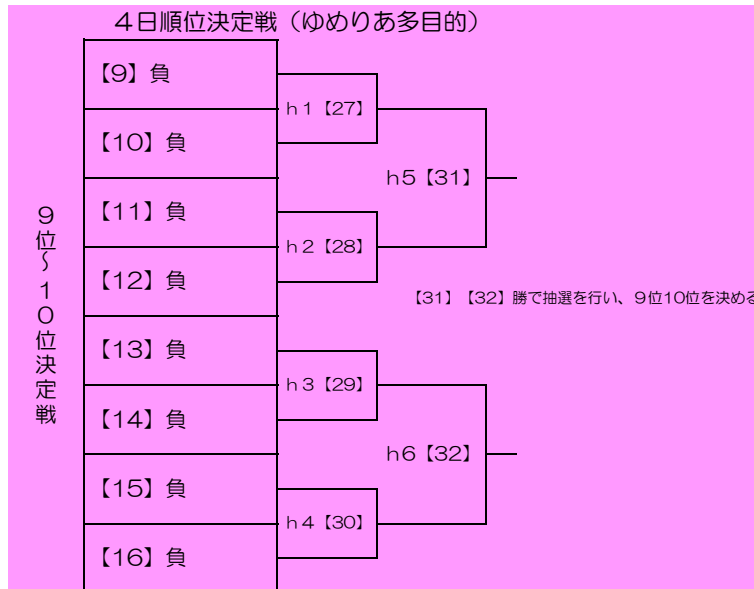 ４日順位決定戦（ゆめりあ多目的）
【9】負
ｈ１【27】
【10】負
ｈ5【31】
【11】負
ｈ２【28】
【12】負
９位～１０位決定戦
【31】【32】勝で抽選を行い、９位10位を決める
【13】負
ｈ３【29】
【14】負
ｈ6【32】
【15】負
ｈ４【30】
【16】負